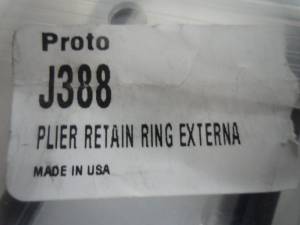 Proto
J388
PLIER RETAIN RING EXTERNA
MADE IN USA